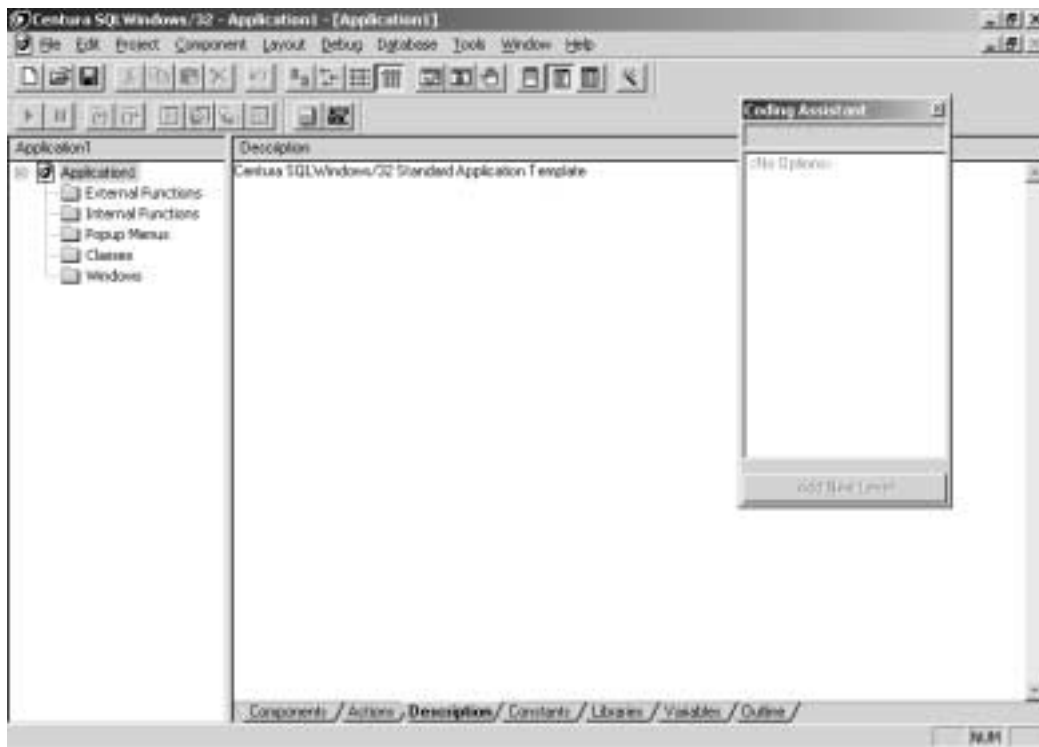 Centura SQLWindows/32 - Application1 - [Application1]
File Edit Project Component Layout Debug Database Tools Window Help
Coding Assistant
Application1
Description
Application1
Centura SQLWindows/32 Standard Application Template
<No Options>
External Functions
Internal Functions
Popup Menus
Classes
Windows
Add New Level
Components Actions Description Constants Libraries Variables Outline
NUM